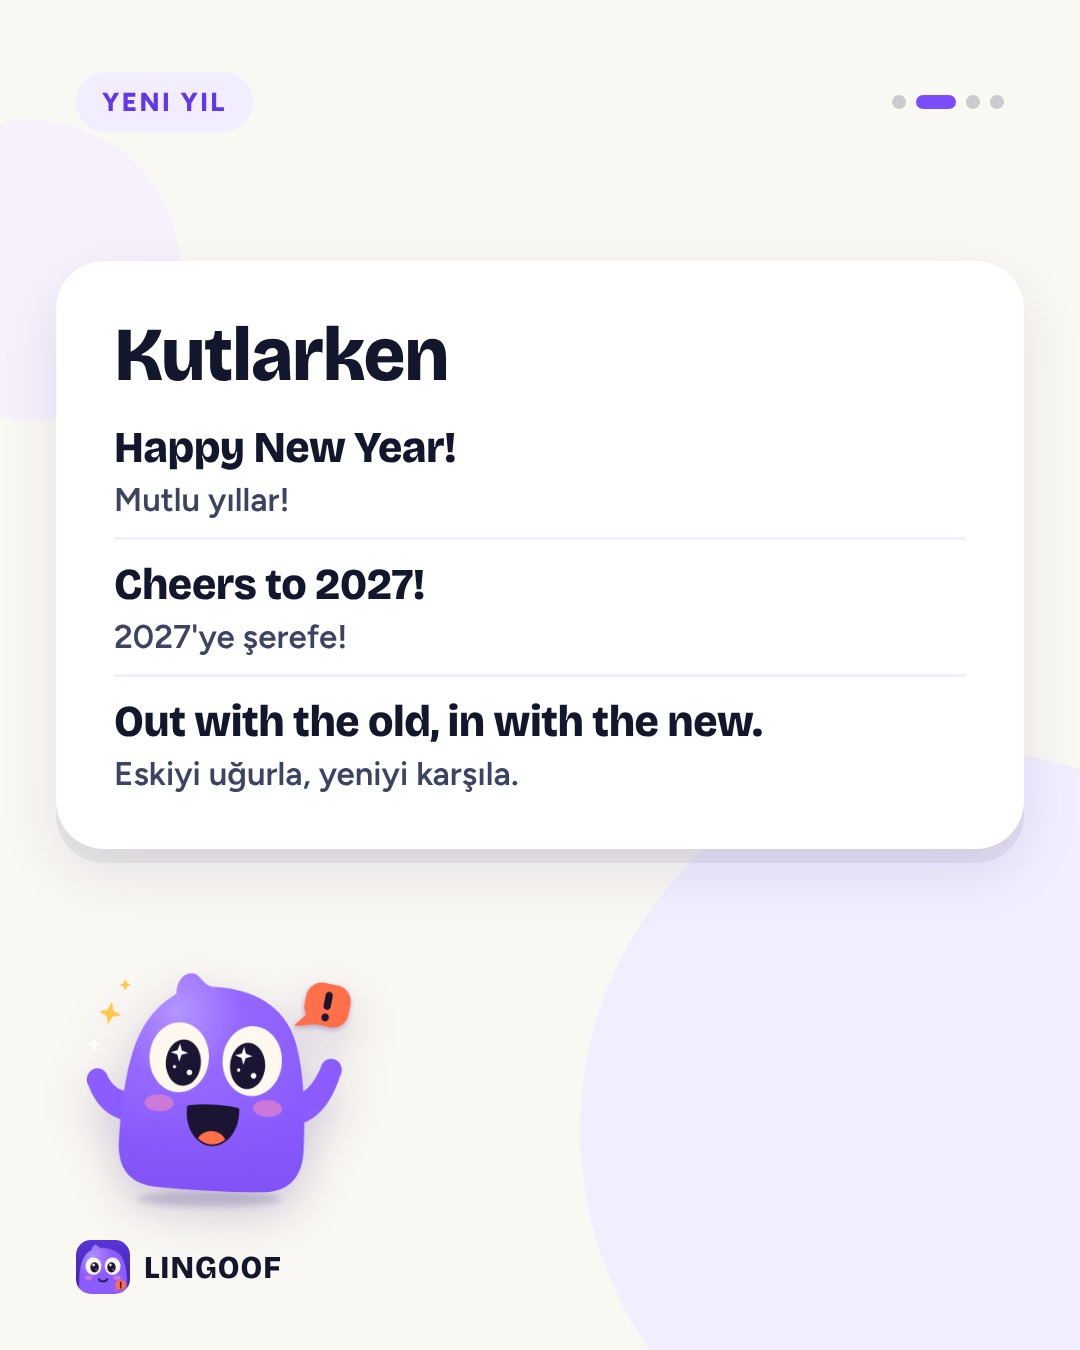 YENI YIL
Kutlarken
Happy New Year!
Mutlu yıllar!
Cheers to 2027!
2027'ye şerefe!
Out with the old, in with the new.
Eskiyi uğurla, yeniyi karşıla.
!
LINGOOF